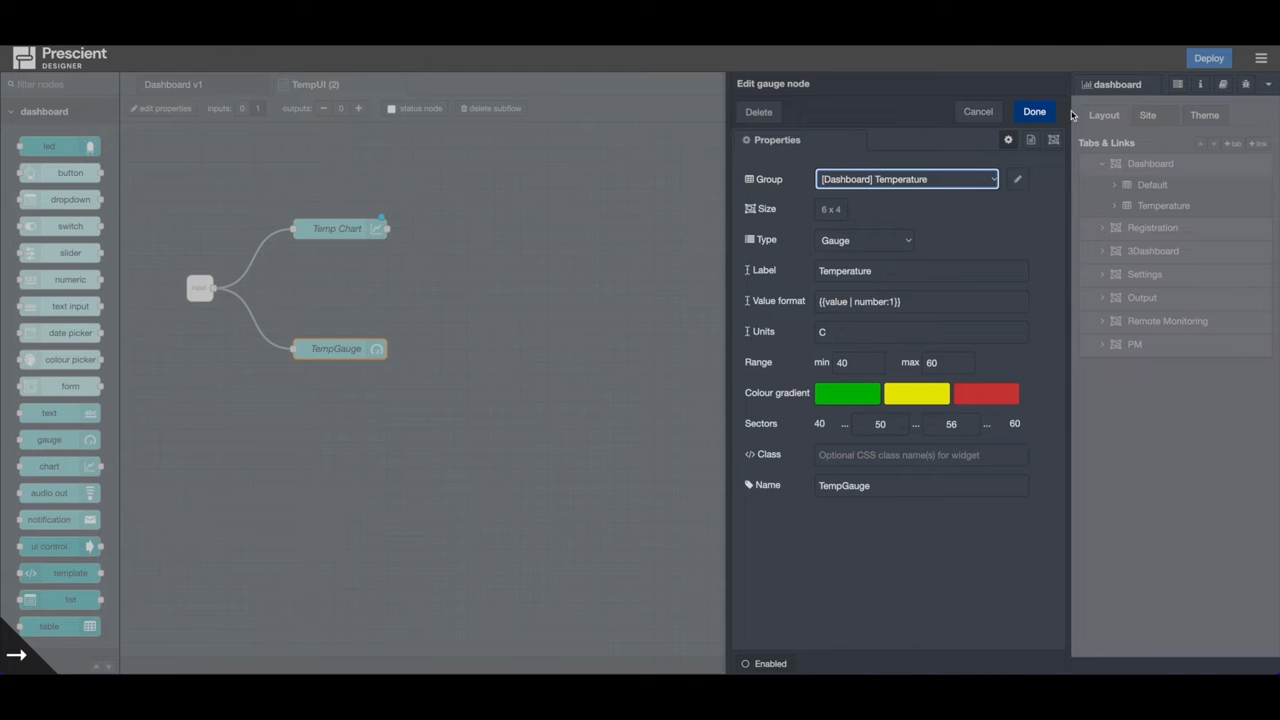 Prescient
DESIGNER
Deploy
filter nodes
Dashboard v1
TempUI (2)
Edit gauge node
dashboard
edit properties
inputs: 0 1
outputs: 0
status node
delete subflow
Delete
Cancel
Done
Layout
Site
Theme
dashboard
Properties
Tabs & Links
tab
link
led
button
dropdown
switch
slider
numeric
text input
date picker
colour picker
form
text
gauge
chart
audio out
notification
ui control
template
list
table
input
Temp Chart
TempGauge
Group
[Dashboard] Temperature
Size
6 x 4
Type
Gauge
Label
Temperature
Value format
{{value | number:1}}
Units
C
Range
min 40
max 60
Colour gradient
Sectors
40 ... 50 ... 56 ... 60
Class
Optional CSS class name(s) for widget
Name
TempGauge
Enabled
Dashboard
Default
Temperature
Registration
3Dashboard
Settings
Output
Remote Monitoring
PM